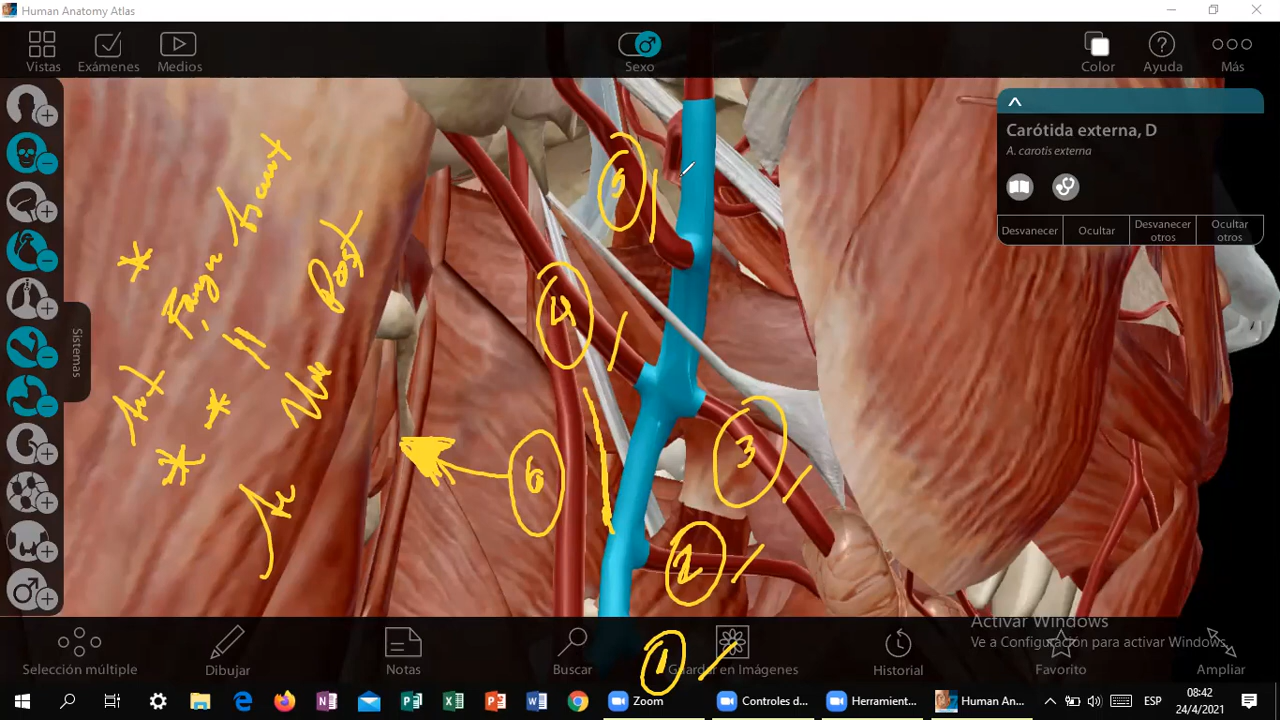 Human Anatomy Atlas
Vistas
Exámenes
Medios
Sexo
Color
Ayuda
Más
Carótida externa, D
A. carotis externa
Desvanecer
Ocultar
Desvanecer otros
Ocultar otros
Sistemas
5
4
3
6
2
1
Post
Activar Windows
Ve a Configuración para activar Windows.
Selección múltiple
Dibujar
Notas
Buscar
Guardar en Imágenes
Historial
Favorito
Ampliar
Zoom
Controles d...
Herramient...
Human An...
ESP
08:42
24/4/2021